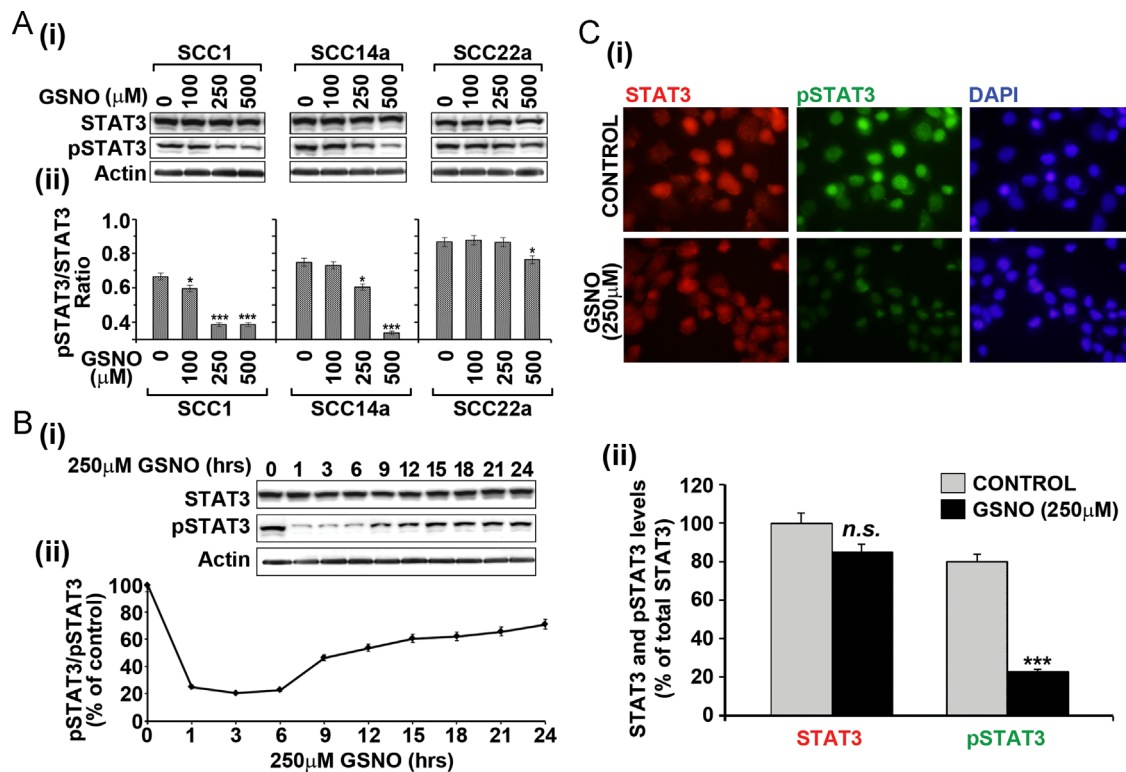 A
(i)
SCC1 SCC14a SCC22a
GSNO (μM) 0 100 250 500 0 100 250 500 0 100 250 500
STAT3
pSTAT3
Actin
(ii)
pSTAT3/STAT3
Ratio
1.0
0.8
0.6
0.4
* *** *** * *** *
GSNO
(μM)
0 100 250 500 0 100 250 500 0 100 250 500
SCC1 SCC14a SCC22a
B
(i)
250μM GSNO (hrs) 0 1 3 6 9 12 15 18 21 24
STAT3
pSTAT3
Actin
(ii)
pSTAT3/pSTAT3
(% of control)
100
80
60
40
20
0
0 1 3 6 9 12 15 18 21 24
250μM GSNO (hrs)
C
(i)
STAT3 pSTAT3 DAPI
CONTROL
GSNO
(250μM)
(ii)
STAT3 and pSTAT3 levels
(% of total STAT3)
120
100
80
60
40
20
0
CONTROL
GSNO (250μM)
n.s.
***
STAT3 pSTAT3